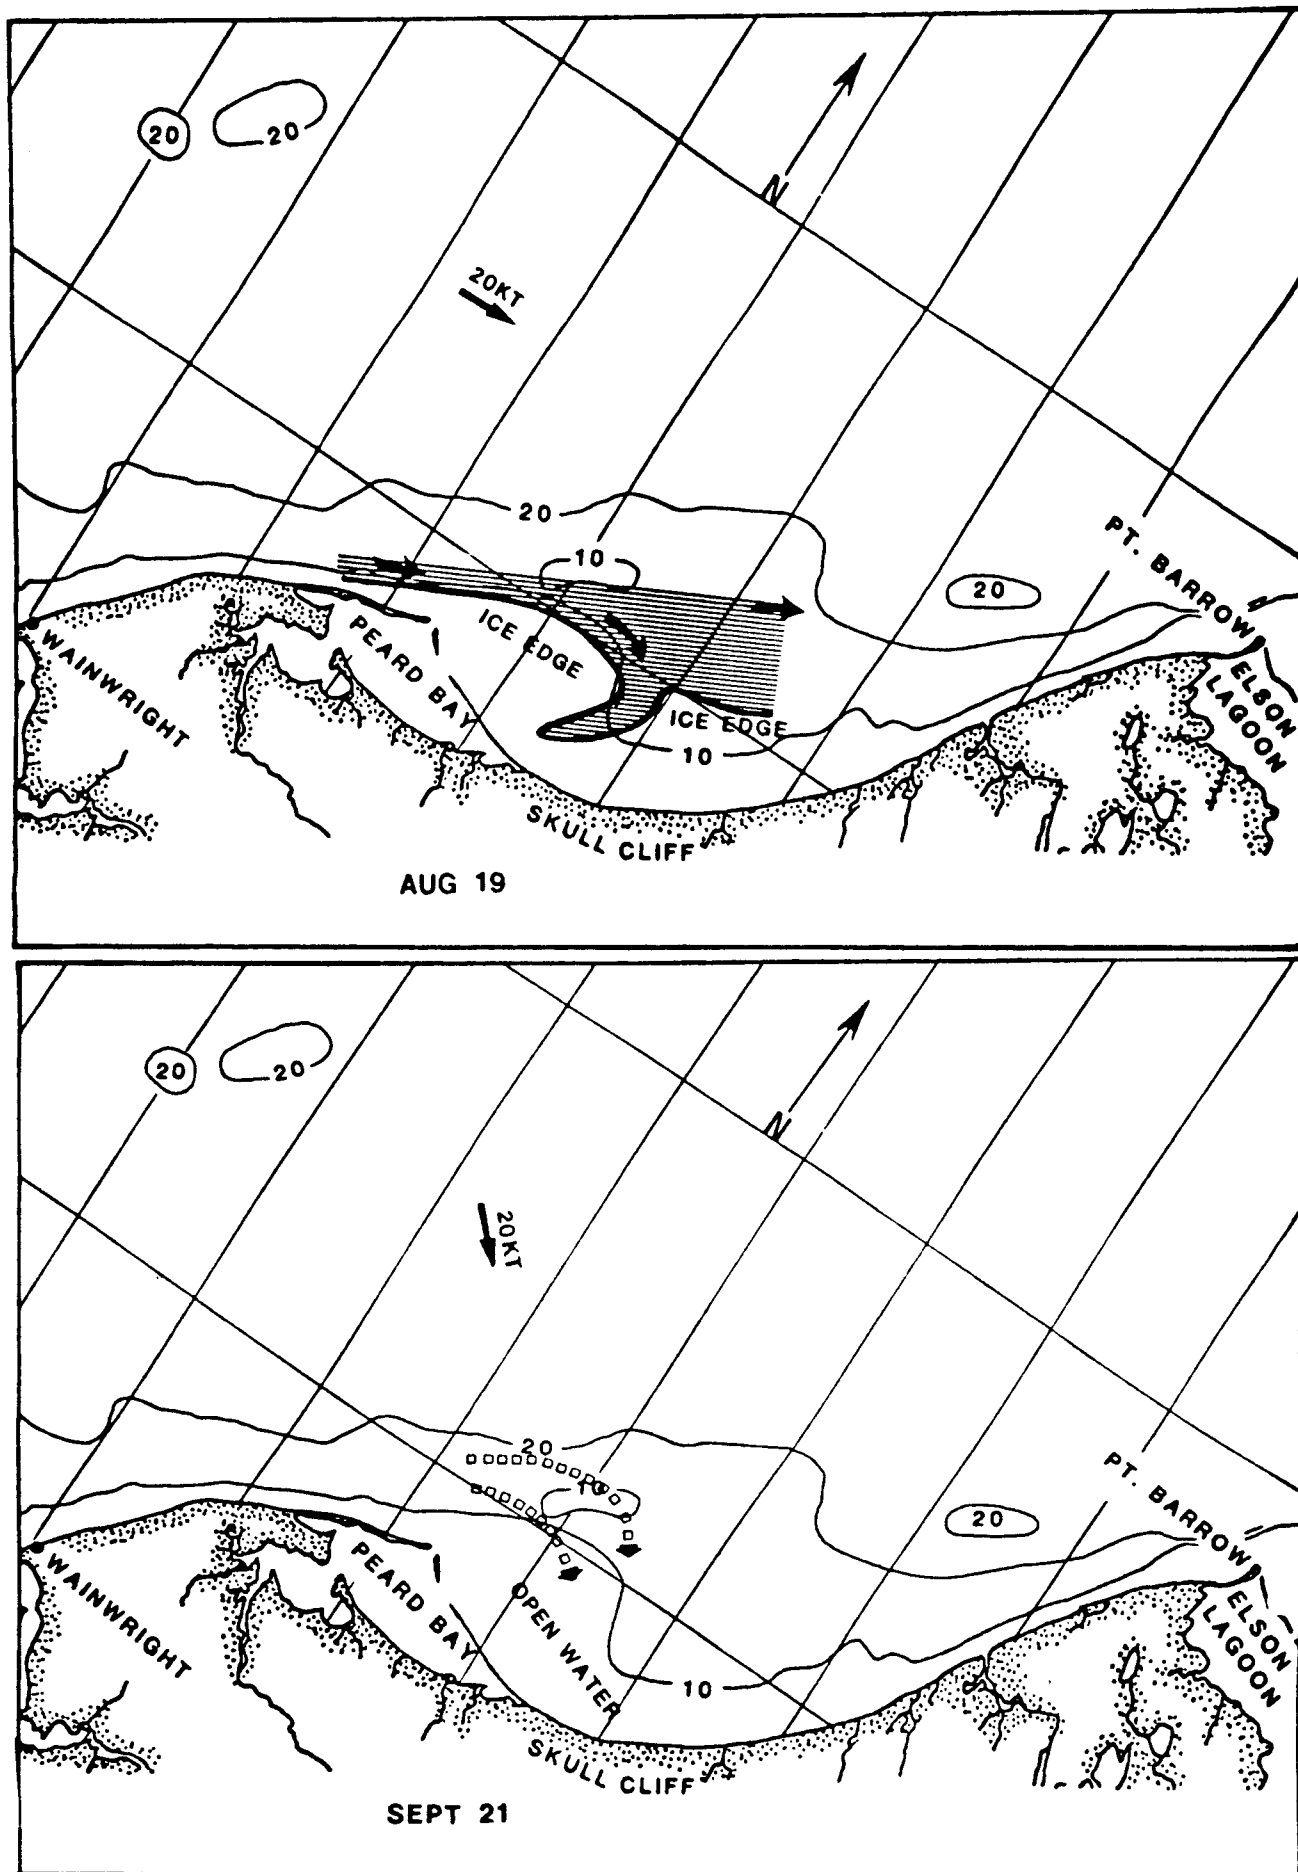 20
20
N
20KT
20
10
PT. BARROW
20
ICE EDGE
PEARD BAY
WAINWRIGHT
ELSON
LAGOON
ICE EDGE
10
SKULL CLIFF
AUG 19
20
20
N
20KT
20
10
PT. BARROW
20
PEARD BAY
WAINWRIGHT
OPEN WATER
ELSON
LAGOON
10
SKULL CLIFF
SEPT 21